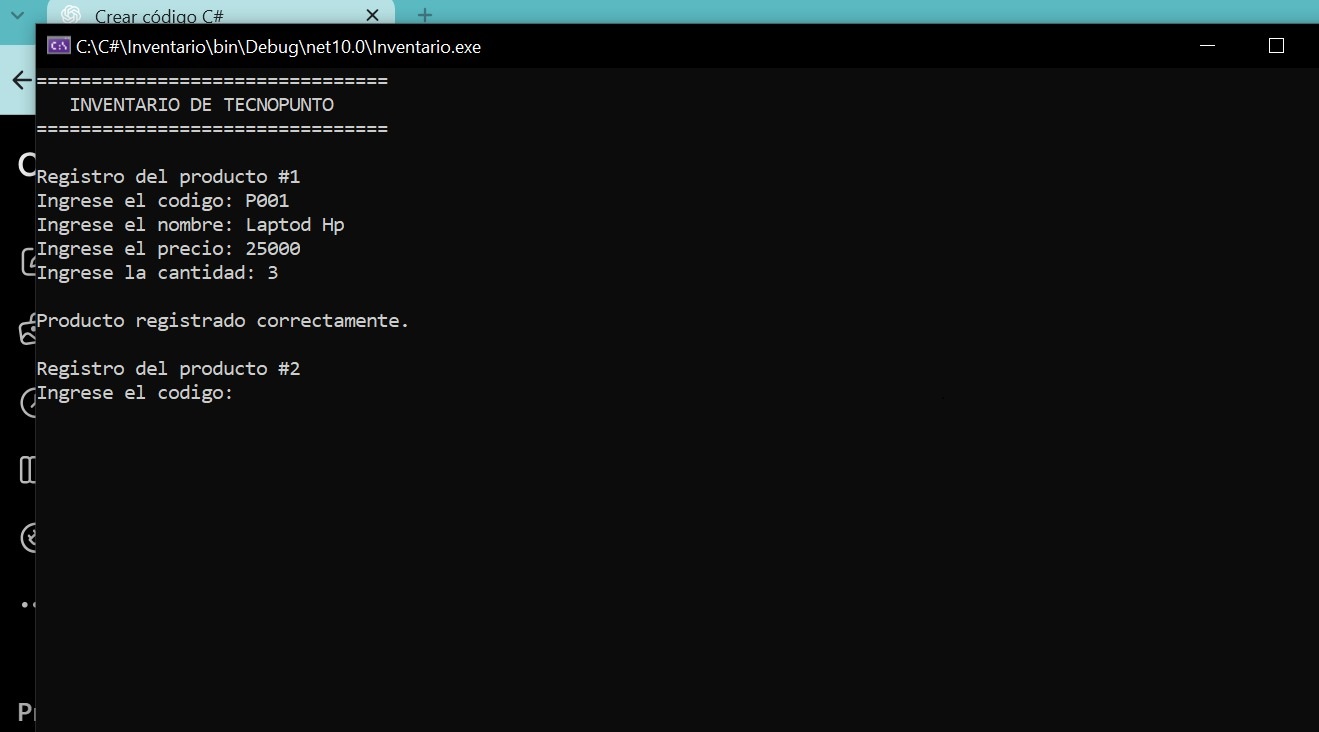 Crear código C#
C:\C#\Inventario\bin\Debug\net10.0\Inventario.exe
================================
INVENTARIO DE TECNOPUNTO
================================
Registro del producto #1
Ingrese el codigo: P001
Ingrese el nombre: Laptod Hp
Ingrese el precio: 25000
Ingrese la cantidad: 3
Producto registrado correctamente.
Registro del producto #2
Ingrese el codigo: